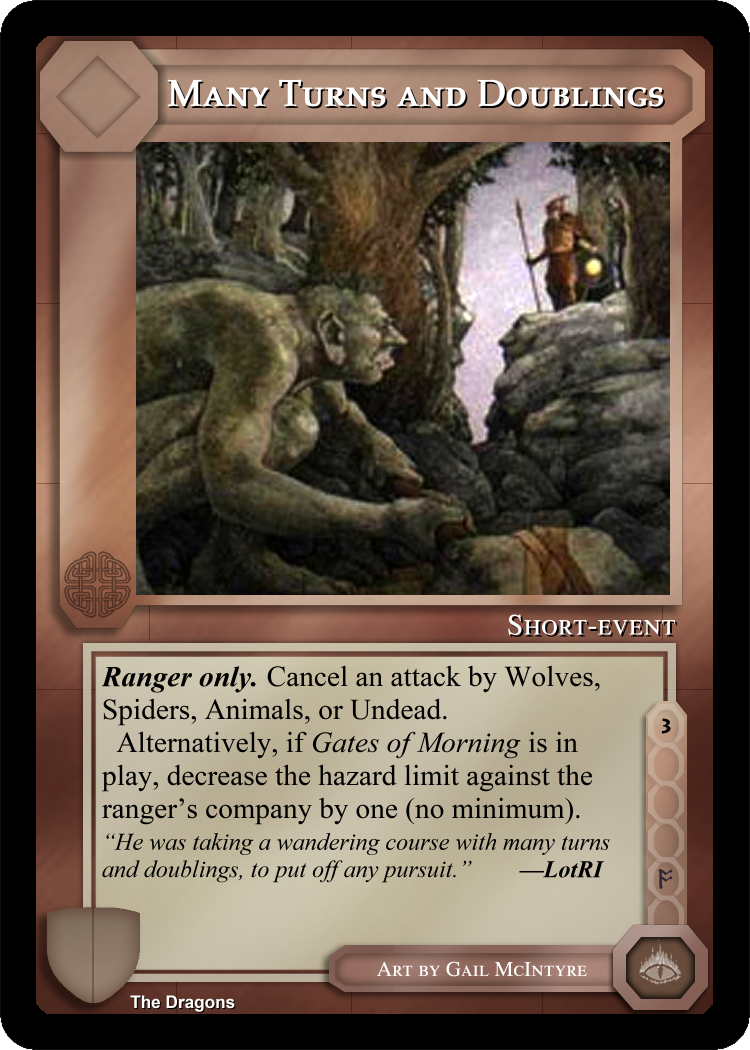 Many Turns and Doublings
Short-event
Ranger only. Cancel an attack by Wolves,
Spiders, Animals, or Undead.
Alternatively, if Gates of Morning is in
play, decrease the hazard limit against the
ranger’s company by one (no minimum).
“He was taking a wandering course with many turns
and doublings, to put off any pursuit.” —LotRI
3
ᚩ
Art by Gail McIntyre
The Dragons